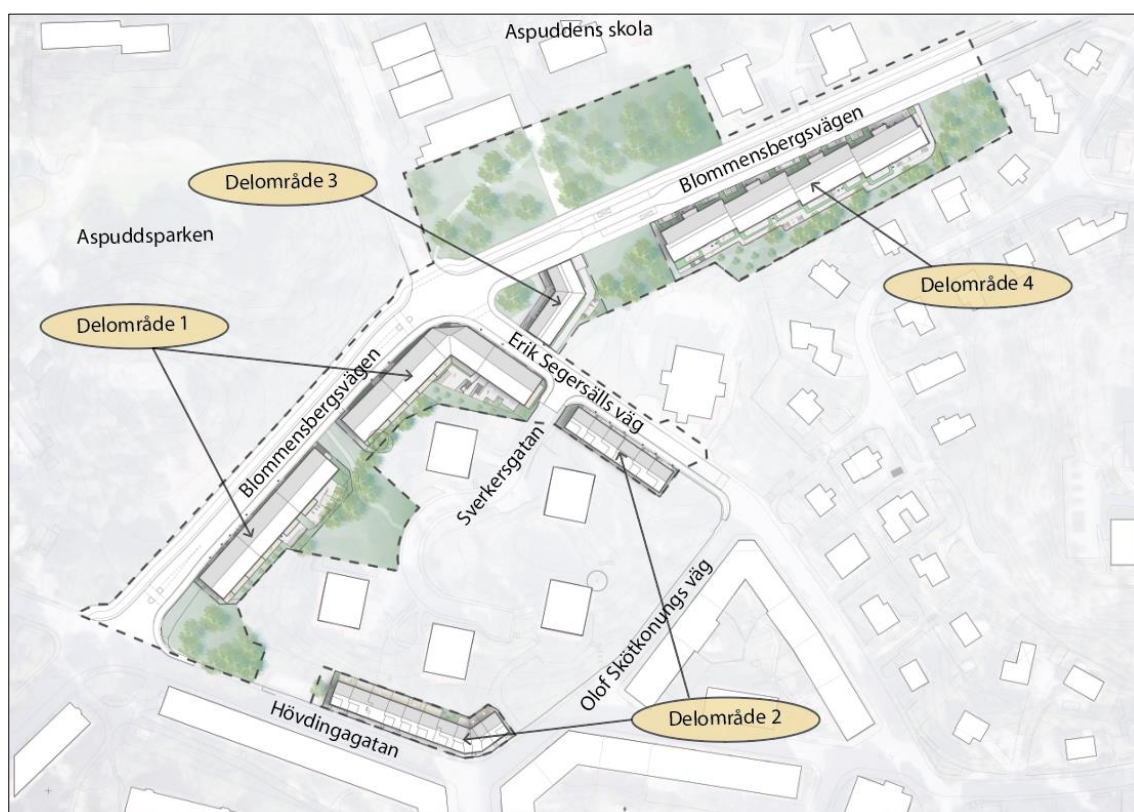 Aspuddens skola
Blommensbergsvägen
Delområde 3
Aspuddsparken
Delområde 4
Delområde 1
Erik Segersälls väg
Blommensbergsvägen
Sverkersgatan
Olof Skötkonungs väg
Delområde 2
Hövdingagatan